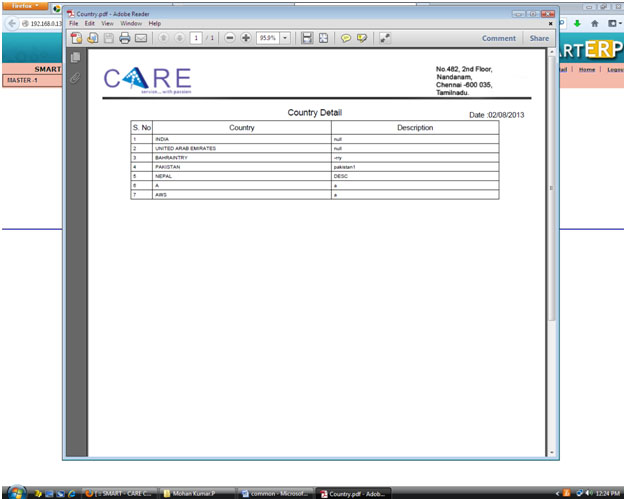 Firefox
Country.pdf - Adobe Reader
File Edit View Window Help
192.168.0.13
1 / 1 95.9% Comment Share
ARTERP
SMART
Home Logou
MASTER -1
CARE
service... with passion
No.482, 2nd Floor,
Nandanam,
Chennai -600 035,
Tamilnadu.
Country Detail
Date :02/08/2013
S. No Country Description
1 INDIA null
2 UNITED ARAB EMIRATES null
3 BAHRAINTRY -rry
4 PAKISTAN pakistan1
5 NEPAL DESC
6 A a
7 AWS a
[ :: SMART - CARE C... Mohan Kumar.P common - Microsof... Country.pdf - Adob... 12:24 PM